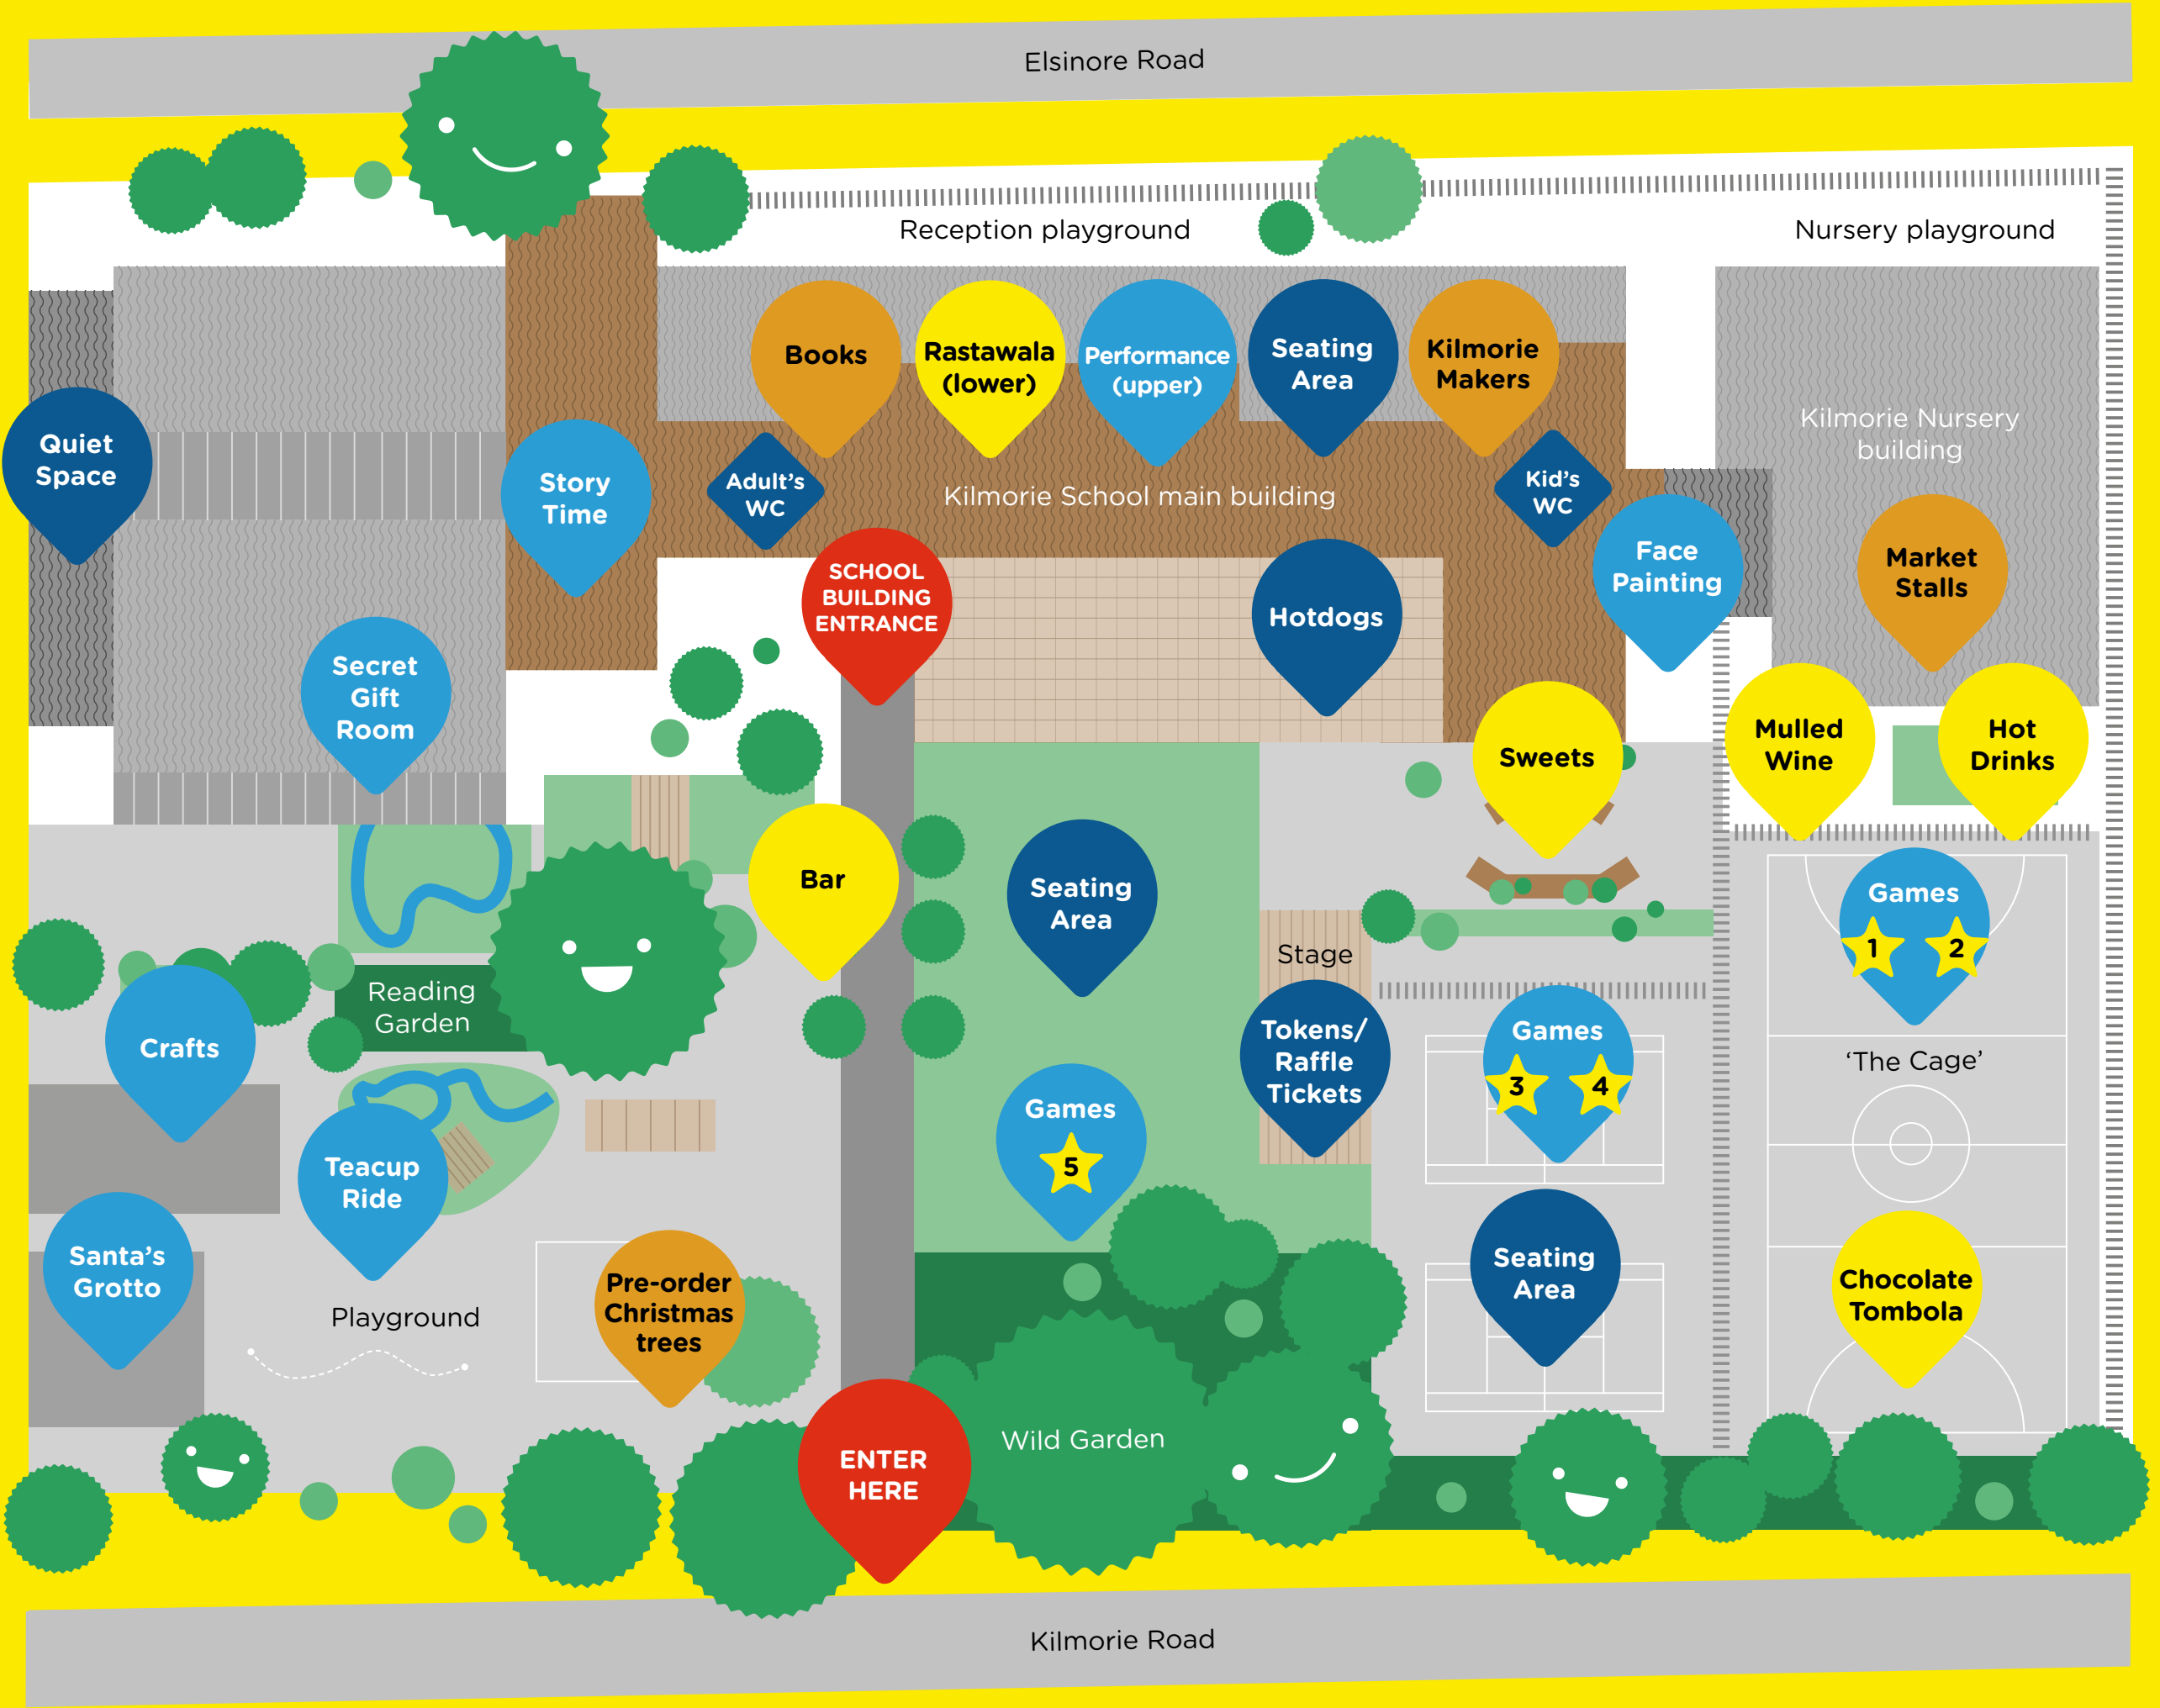 Elsinore Road
Reception playground
Nursery playground
Books
Rastawala
(lower)
Performance
(upper)
Seating
Area
Kilmorie
Makers
Kilmorie Nursery
building
Quiet
Space
Story
Time
Adult's
WC
Kilmorie School main building
Kid's
WC
Face
Painting
Market
Stalls
SCHOOL
BUILDING
ENTRANCE
Hotdogs
Secret
Gift
Room
Sweets
Mulled
Wine
Hot
Drinks
Bar
Seating
Area
Games
1 2
Stage
Reading
Garden
Crafts
Tokens/
Raffle
Tickets
Games
3 4
'The Cage'
Teacup
Ride
Games
5
Santa's
Grotto
Seating
Area
Chocolate
Tombola
Pre-order
Christmas
trees
Playground
Wild Garden
ENTER
HERE
Kilmorie Road